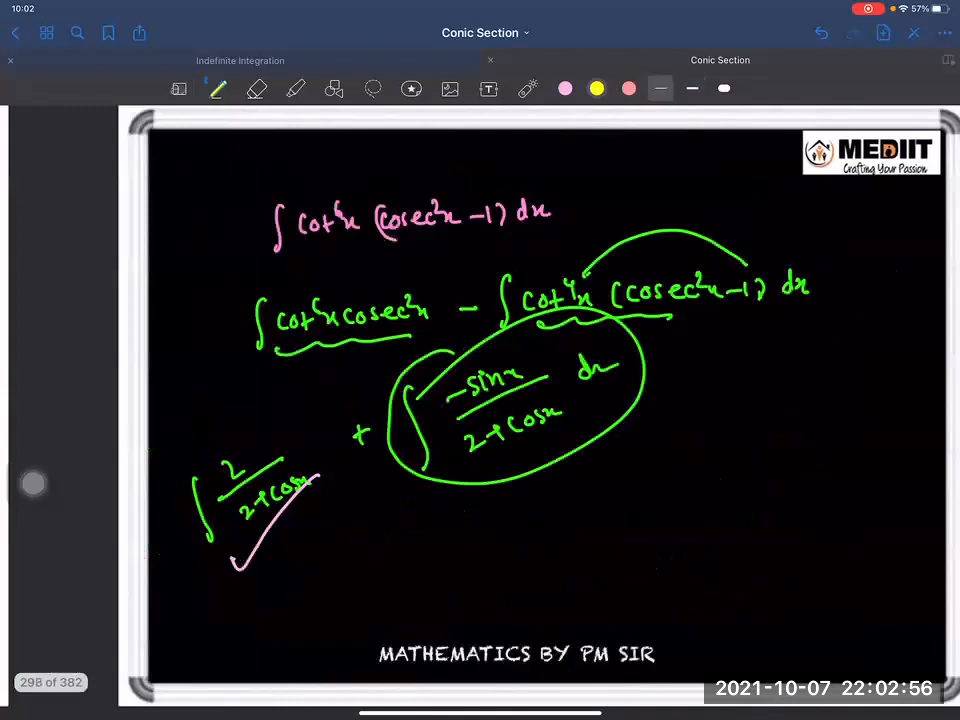 10:02
57%
Conic Section
Indefinite Integration
Conic Section
MEDIIT
Crafting Your Passion
∫ cot⁴x (cosec²x − 1) dx
∫ cot⁴x cosec²x − ∫ cot⁴x (cosec²x − 1) dx
+ ∫ −sinx / 2+cosx dx
∫ 2 / 2+cosx
MATHEMATICS BY PM SIR
298 of 382
2021-10-07 22:02:56